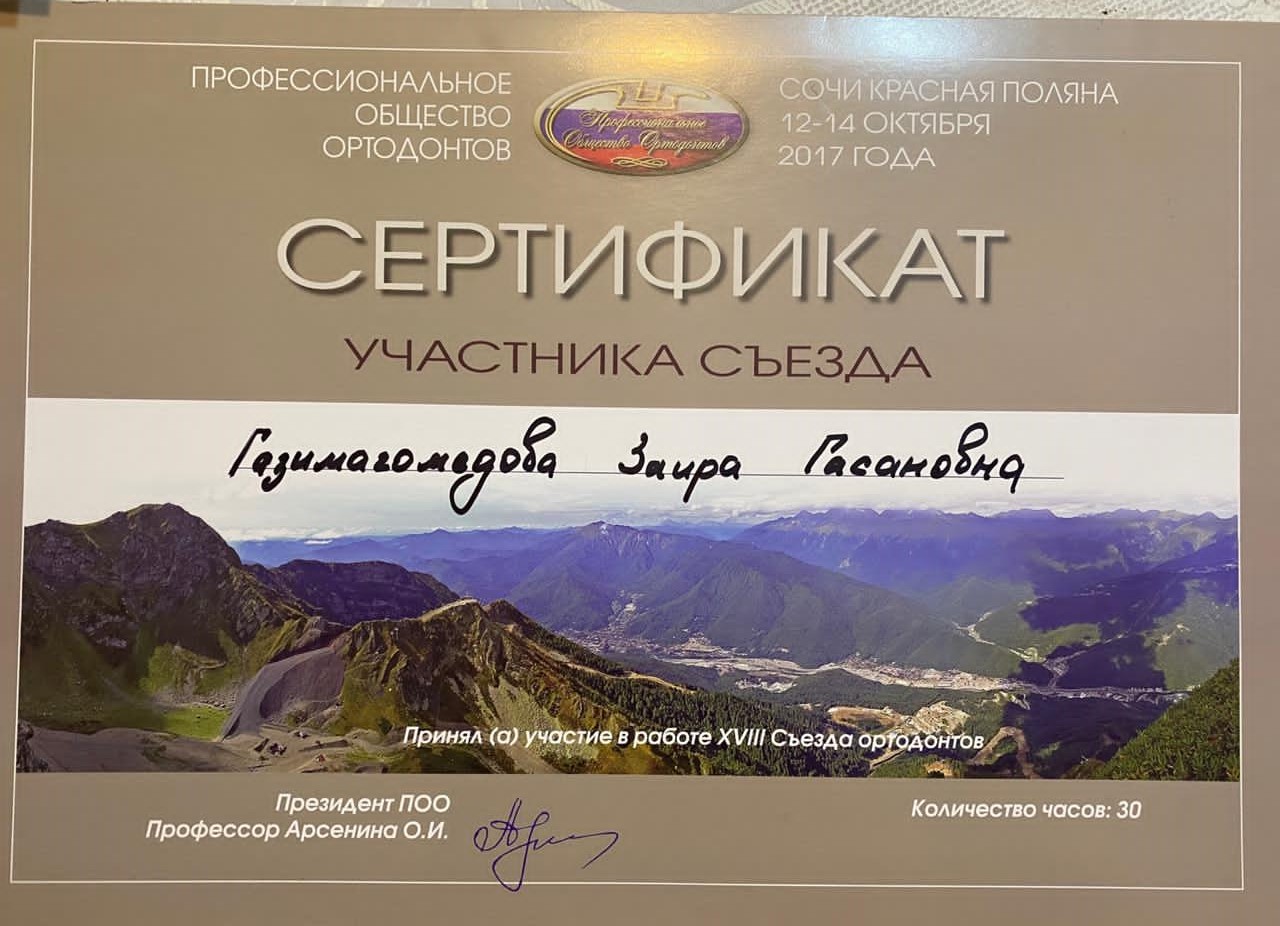 ПРОФЕССИОНАЛЬНОЕ
ОБЩЕСТВО
ОРТОДОНТОВ
Профессиональное
Общество Ортодонтов
СОЧИ КРАСНАЯ ПОЛЯНА
12-14 ОКТЯБРЯ
2017 ГОДА
СЕРТИФИКАТ
УЧАСТНИКА СЪЕЗДА
Газимагомедова Заира Гасановна
Принял (а) участие в работе XVIII Съезда ортодонтов
Президент ПОО
Профессор Арсенина О.И.
Количество часов: 30